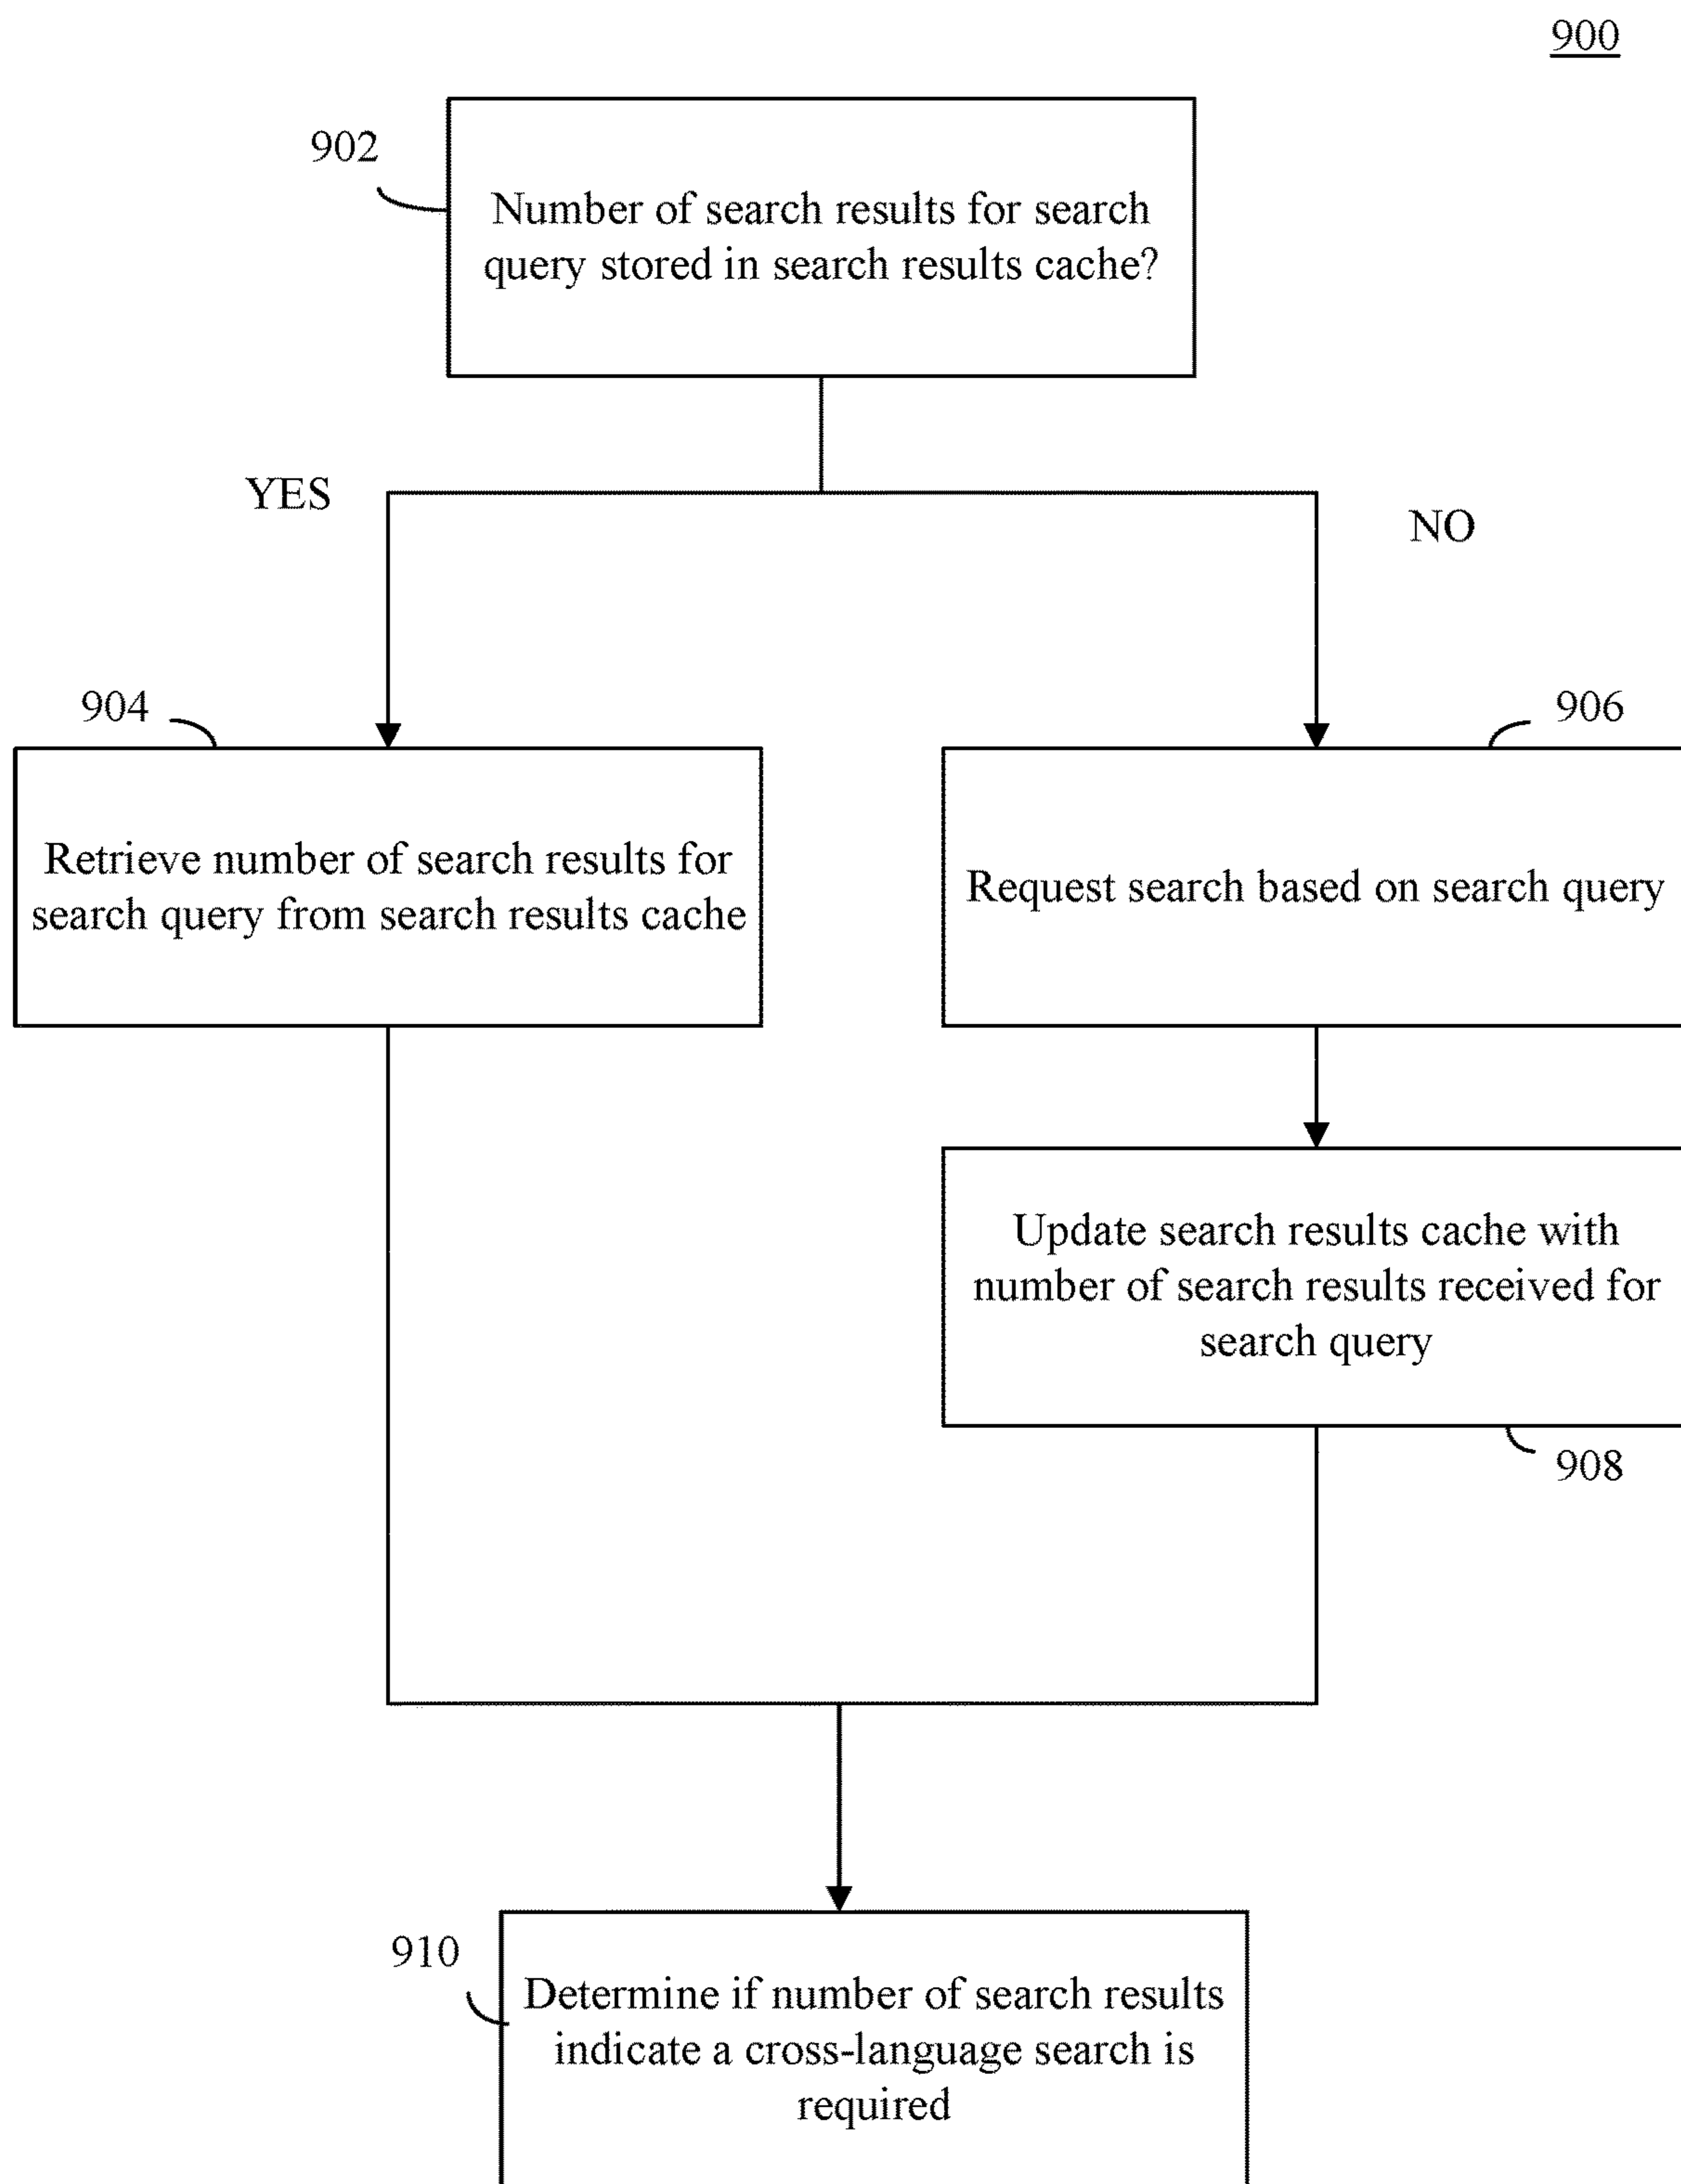 900
902
Number of search results for search
query stored in search results cache?
YES
NO
904
906
Retrieve number of search results for
search query from search results cache
Request search based on search query
Update search results cache with
number of search results received for
search query
908
910
Determine if number of search results
indicate a cross-language search is
required